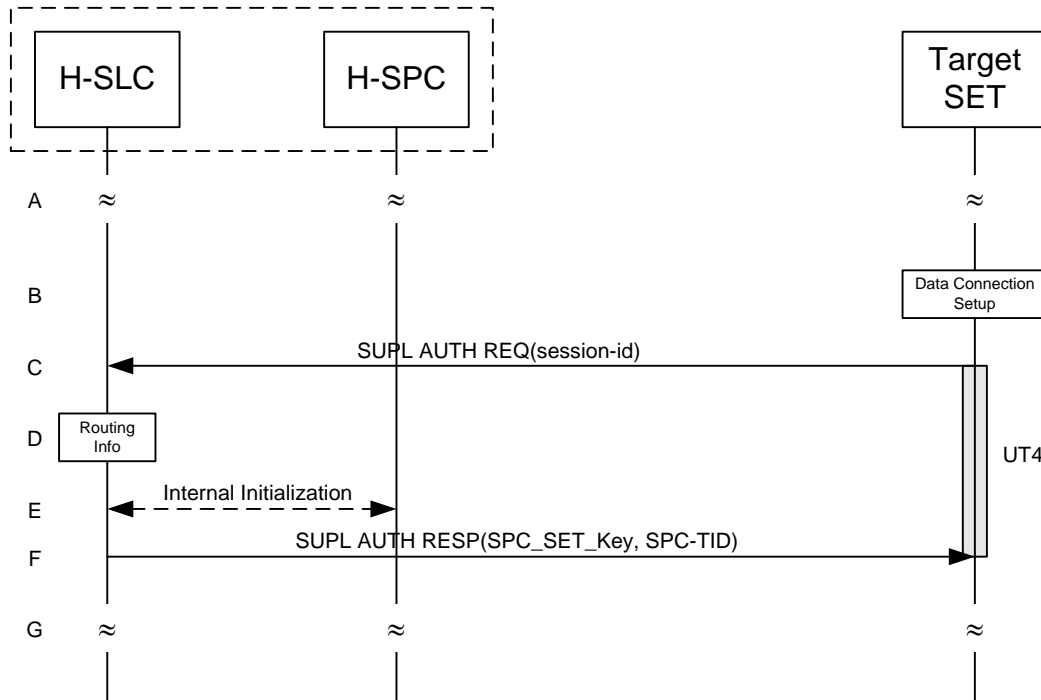 H-SLC
H-SPC
Target
SET
A
≈ ≈ ≈
B
Data Connection
Setup
SUPL AUTH REQ(session-id)
C
Routing
Info
D
UT4
Internal Initialization
E
SUPL AUTH RESP(SPC_SET_Key, SPC-TID)
F
G
≈ ≈ ≈